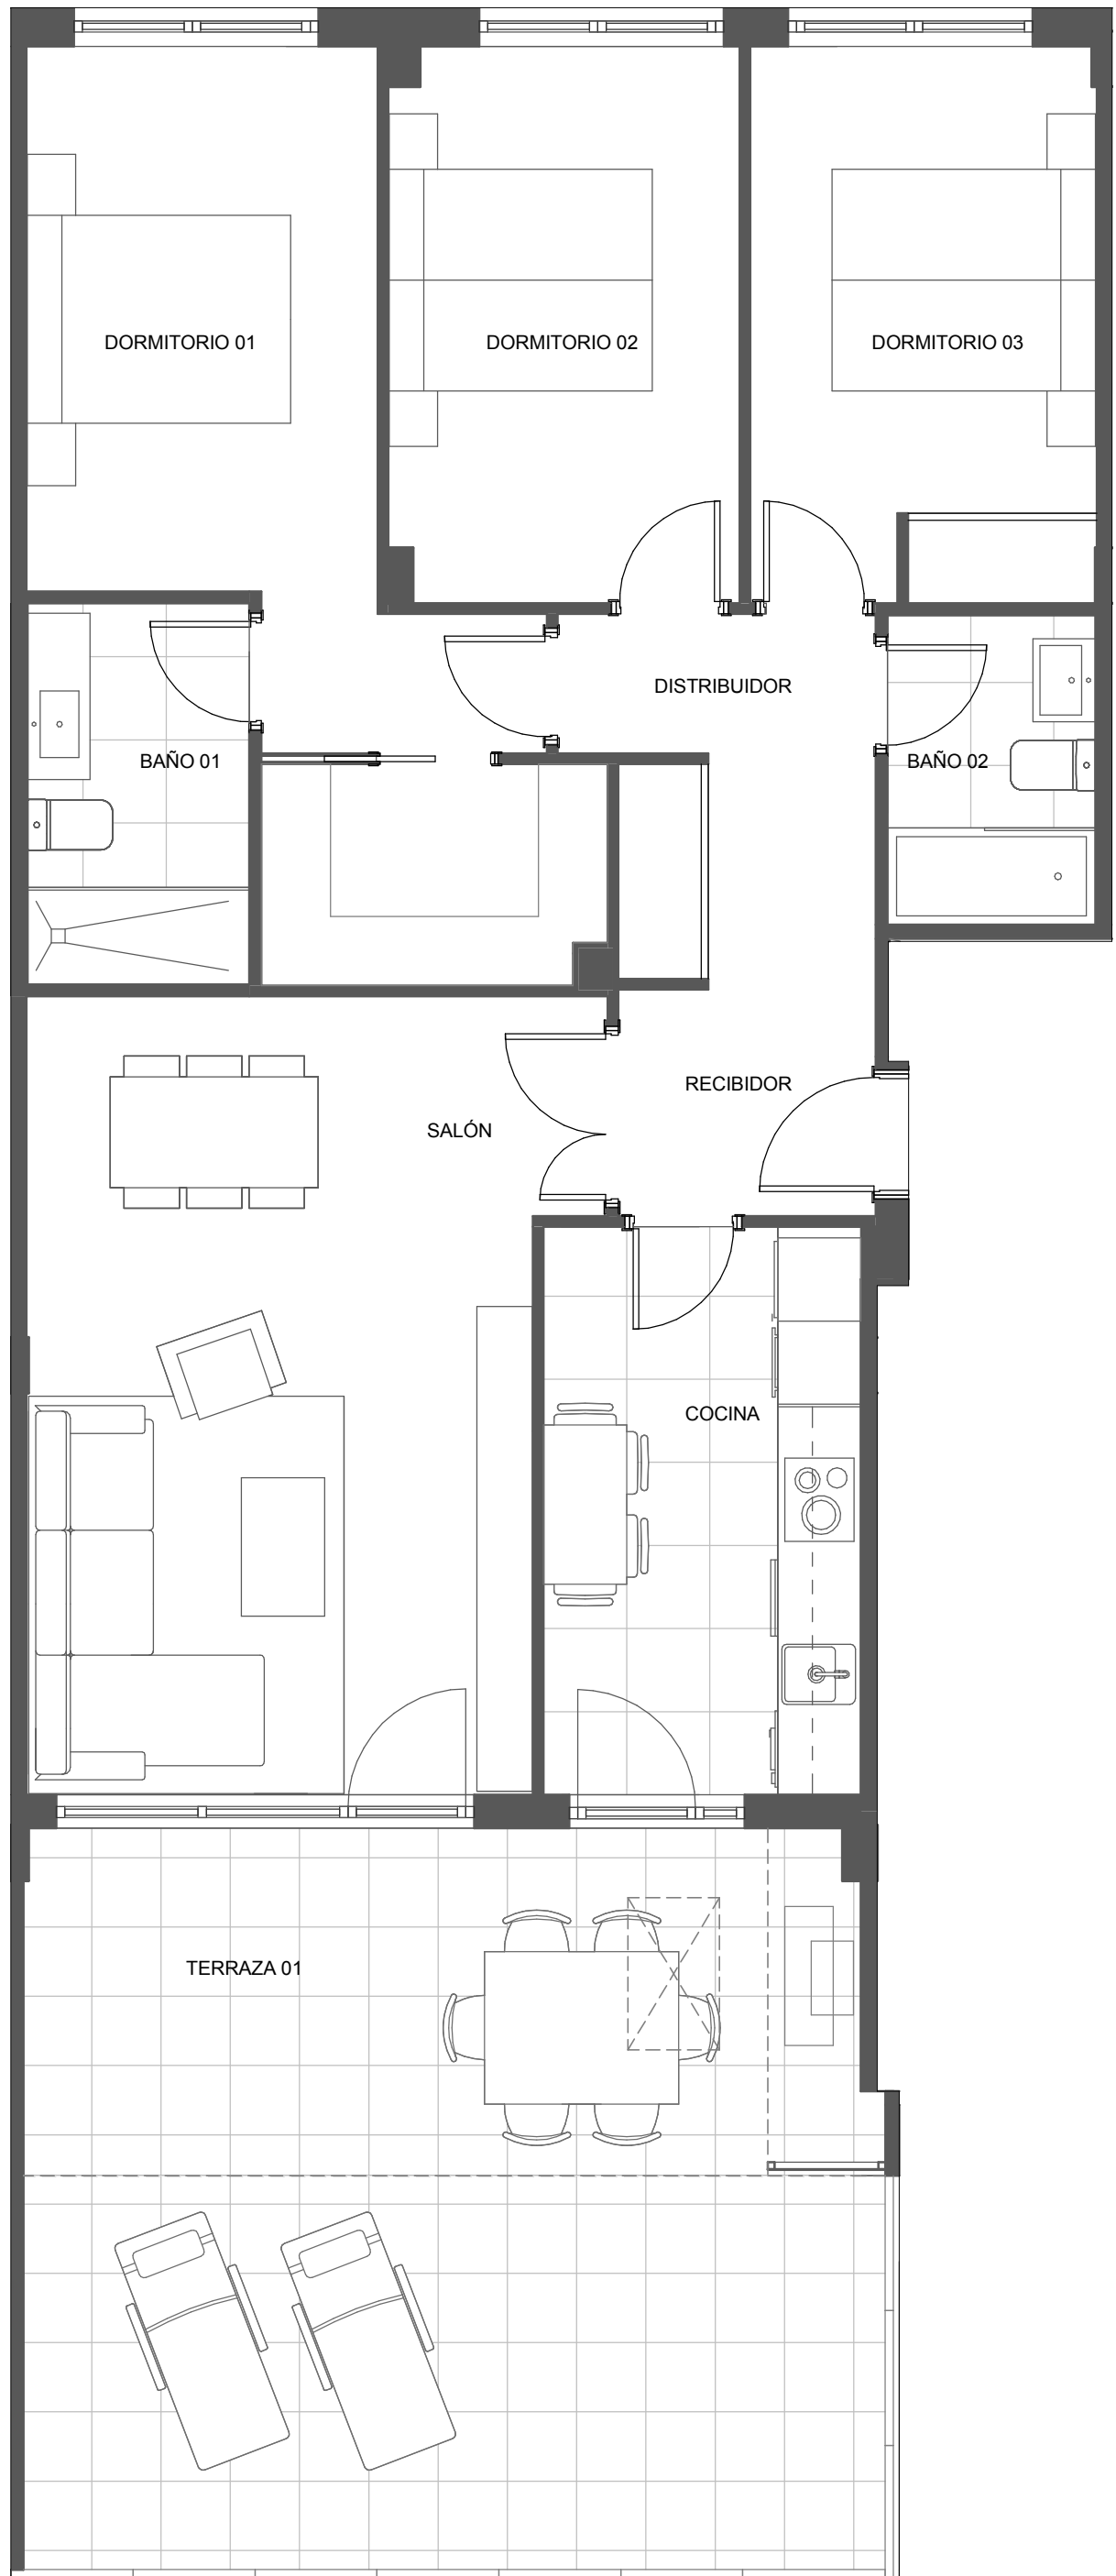 DORMITORIO 01
DORMITORIO 02
DORMITORIO 03
DISTRIBUIDOR
BAÑO 01
BAÑO 02
RECIBIDOR
SALÓN
COCINA
TERRAZA 01